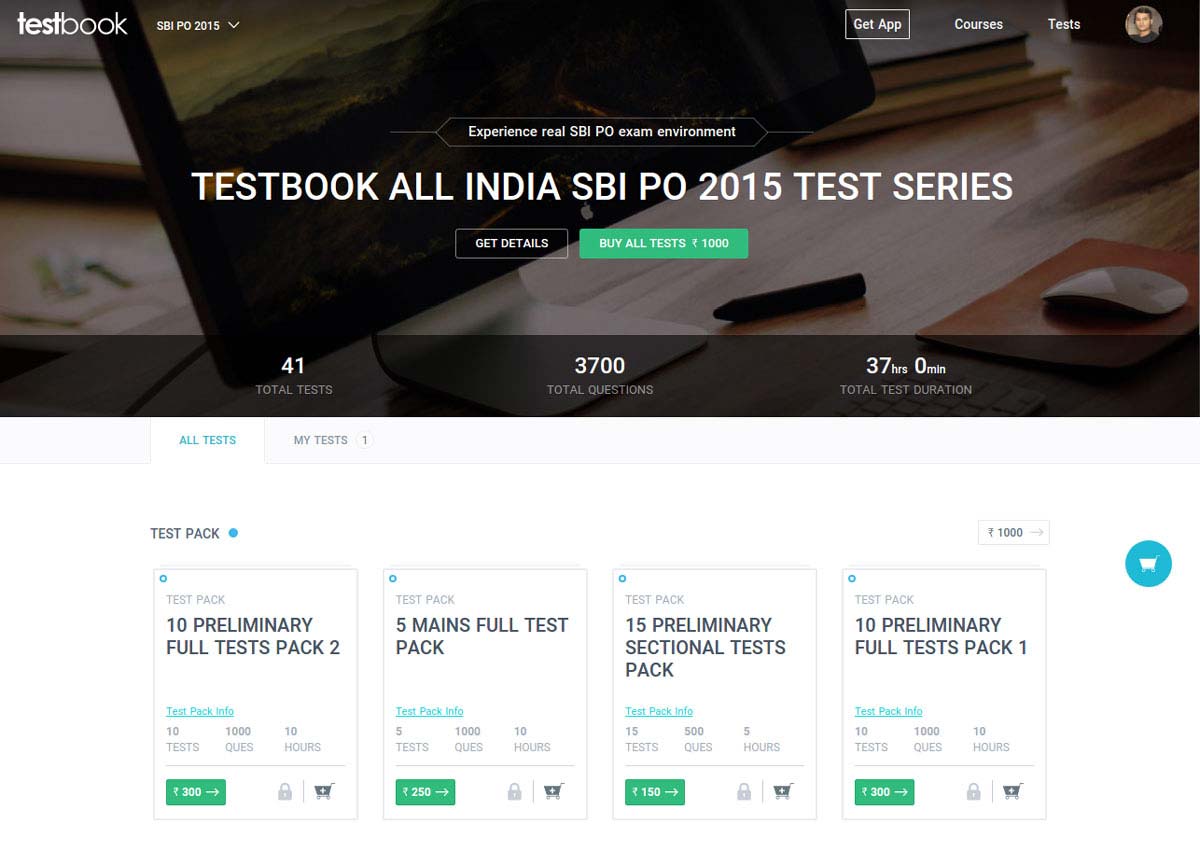 testbook
SBI PO 2015
Get App
Courses
Tests
Experience real SBI PO exam environment
TESTBOOK ALL INDIA SBI PO 2015 TEST SERIES
GET DETAILS
BUY ALL TESTS ₹ 1000
41
TOTAL TESTS
3700
TOTAL QUESTIONS
37hrs 0min
TOTAL TEST DURATION
ALL TESTS
MY TESTS 1
TEST PACK
₹ 1000 →
TEST PACK
10 PRELIMINARY
FULL TESTS PACK 2
Test Pack Info
10 1000 10
TESTS QUES HOURS
₹ 300 →
TEST PACK
5 MAINS FULL TEST
PACK
Test Pack Info
5 1000 10
TESTS QUES HOURS
₹ 250 →
TEST PACK
15 PRELIMINARY
SECTIONAL TESTS
PACK
Test Pack Info
15 500 5
TESTS QUES HOURS
₹ 150 →
TEST PACK
10 PRELIMINARY
FULL TESTS PACK 1
Test Pack Info
10 1000 10
TESTS QUES HOURS
₹ 300 →